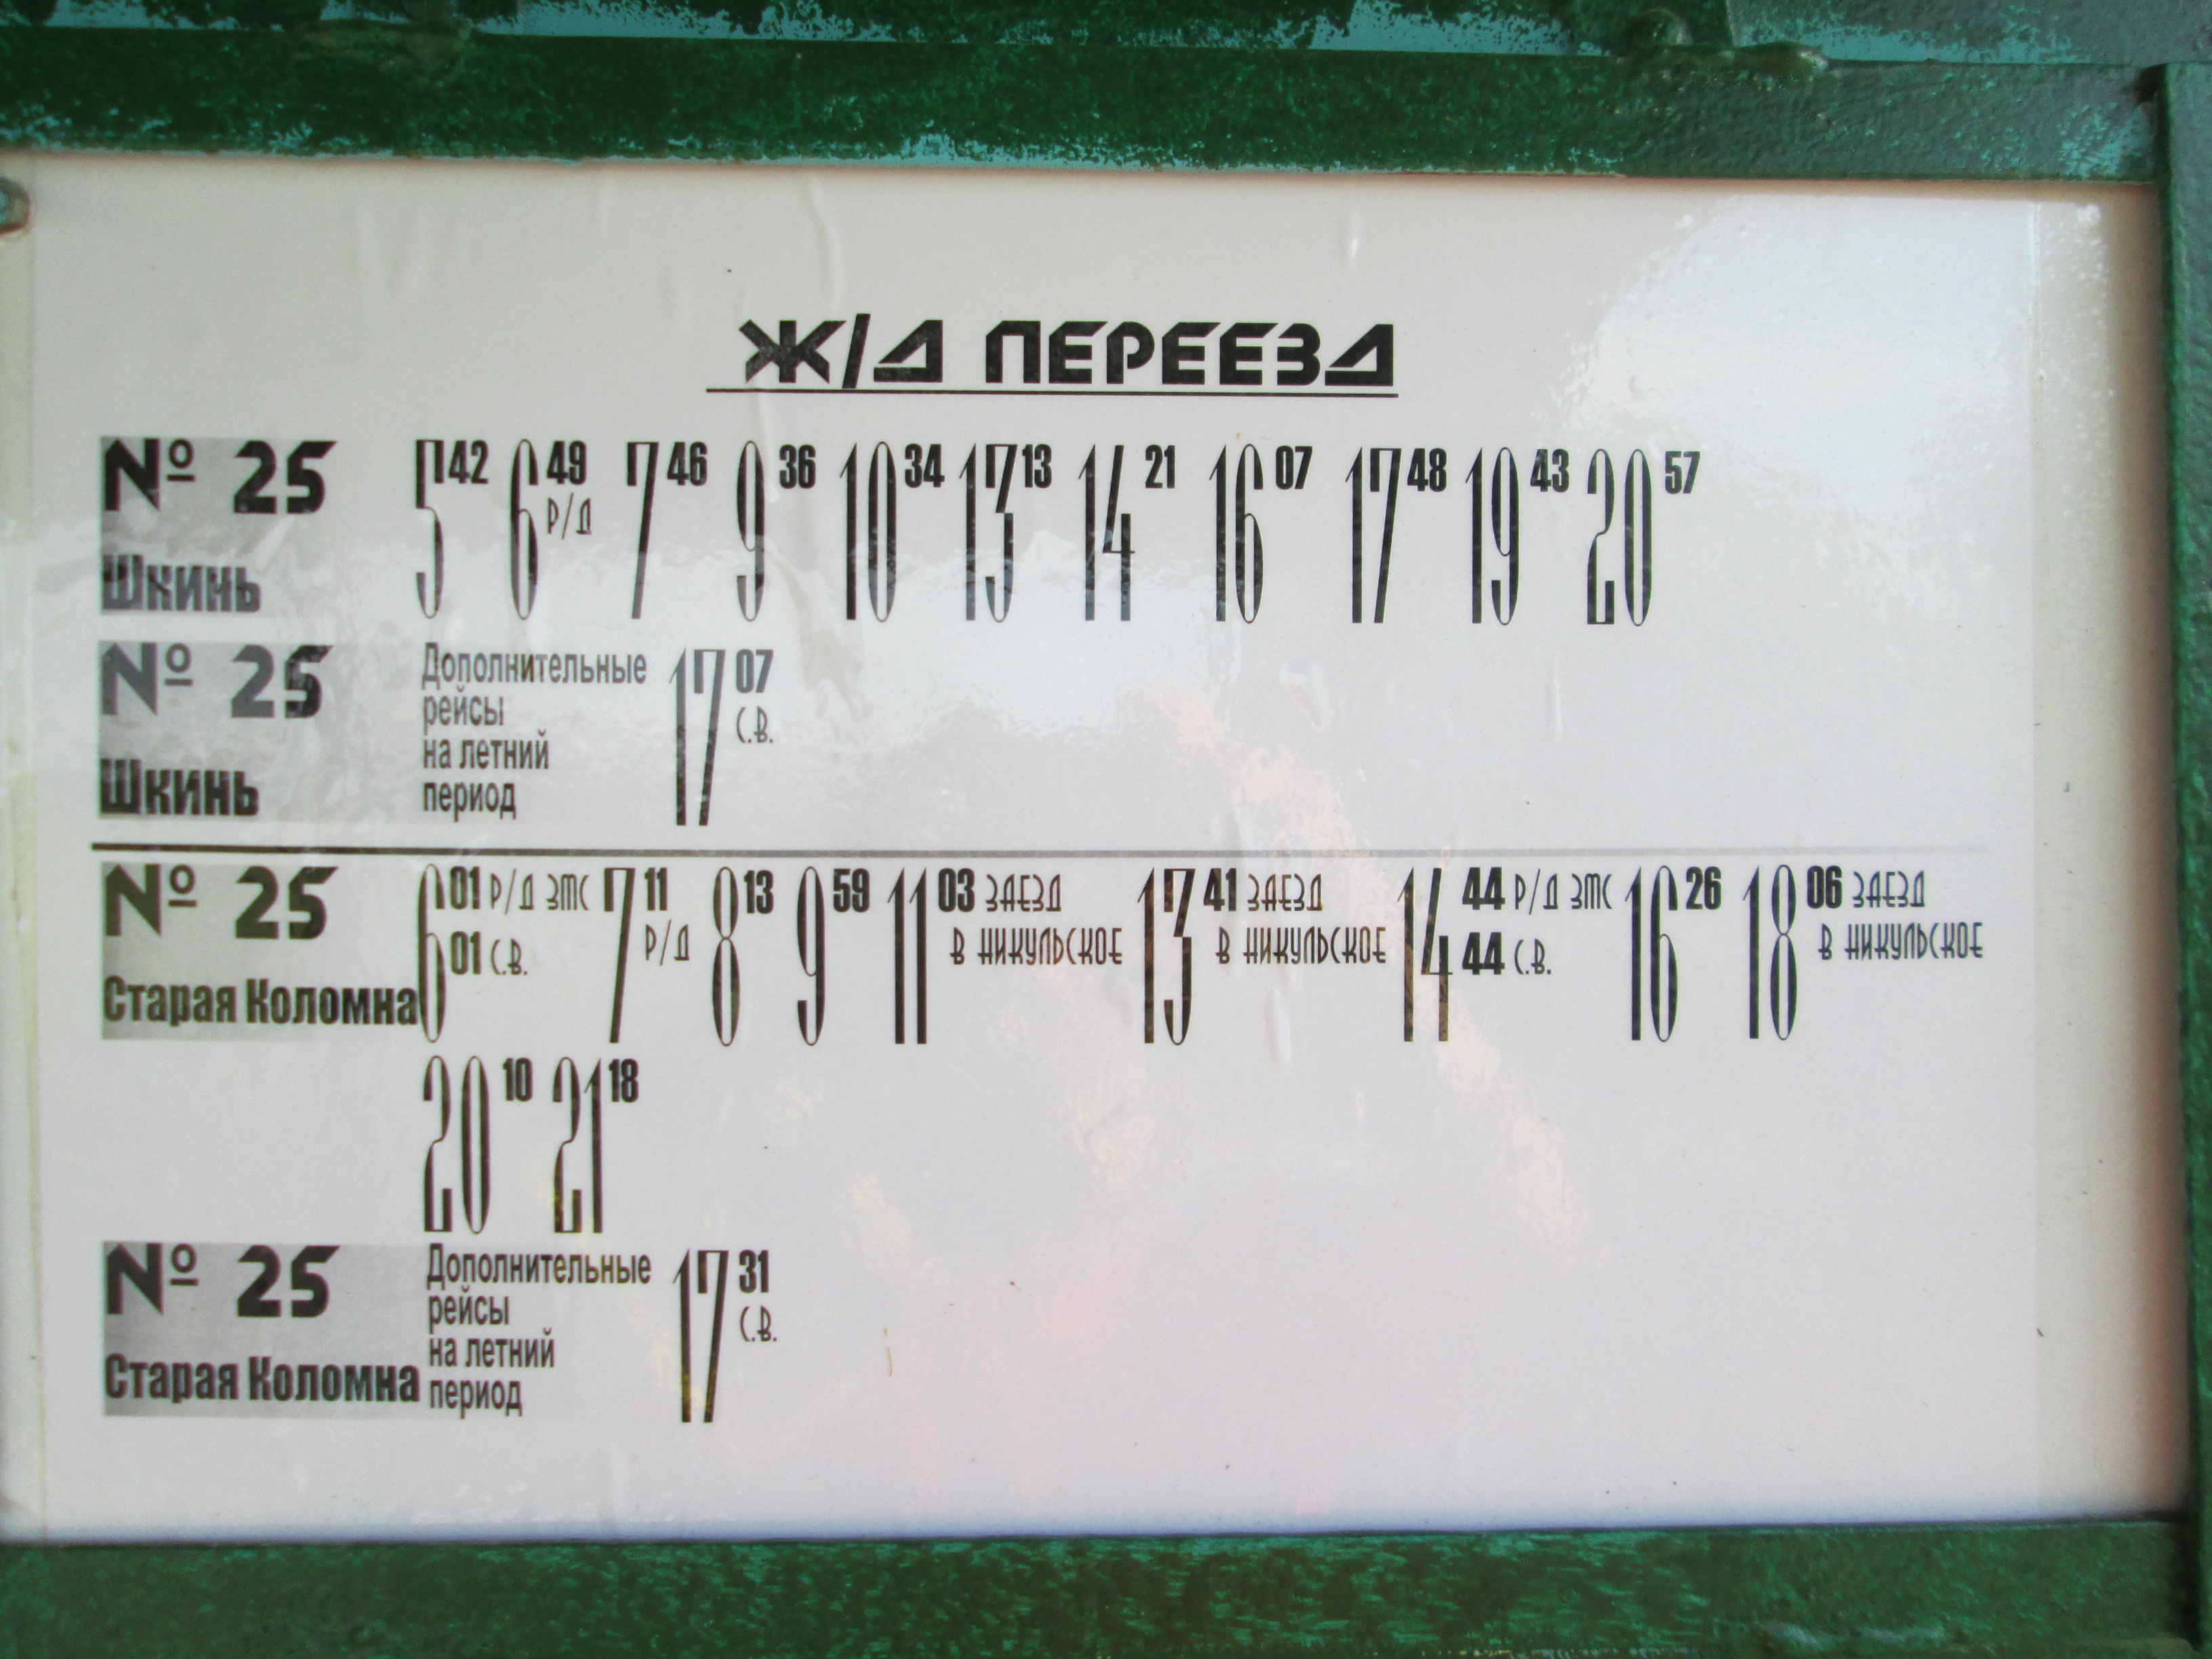 Ж/Д ПЕРЕЕЗД
№ 25 Шкинь 5 42 6 49 Р/Д 7 46 9 36 10 34 13 13 14 21 16 07 17 48 19 43 20 57
№ 25 Шкинь Дополнительные рейсы на летний период 17 07 С.В.
№ 25 Старая Коломна 6 01 Р/Д ЗТС 01 С.В. 7 11 Р/Д 8 13 9 59 11 03 ЗАЕЗД В НИКУЛЬСКОЕ 13 41 ЗАЕЗД В НИКУЛЬСКОЕ 14 44 Р/Д ЗТС 44 С.В. 16 26 18 06 ЗАЕЗД В НИКУЛЬСКОЕ
20 10 21 18
№ 25 Старая Коломна Дополнительные рейсы на летний период 17 31 С.В.